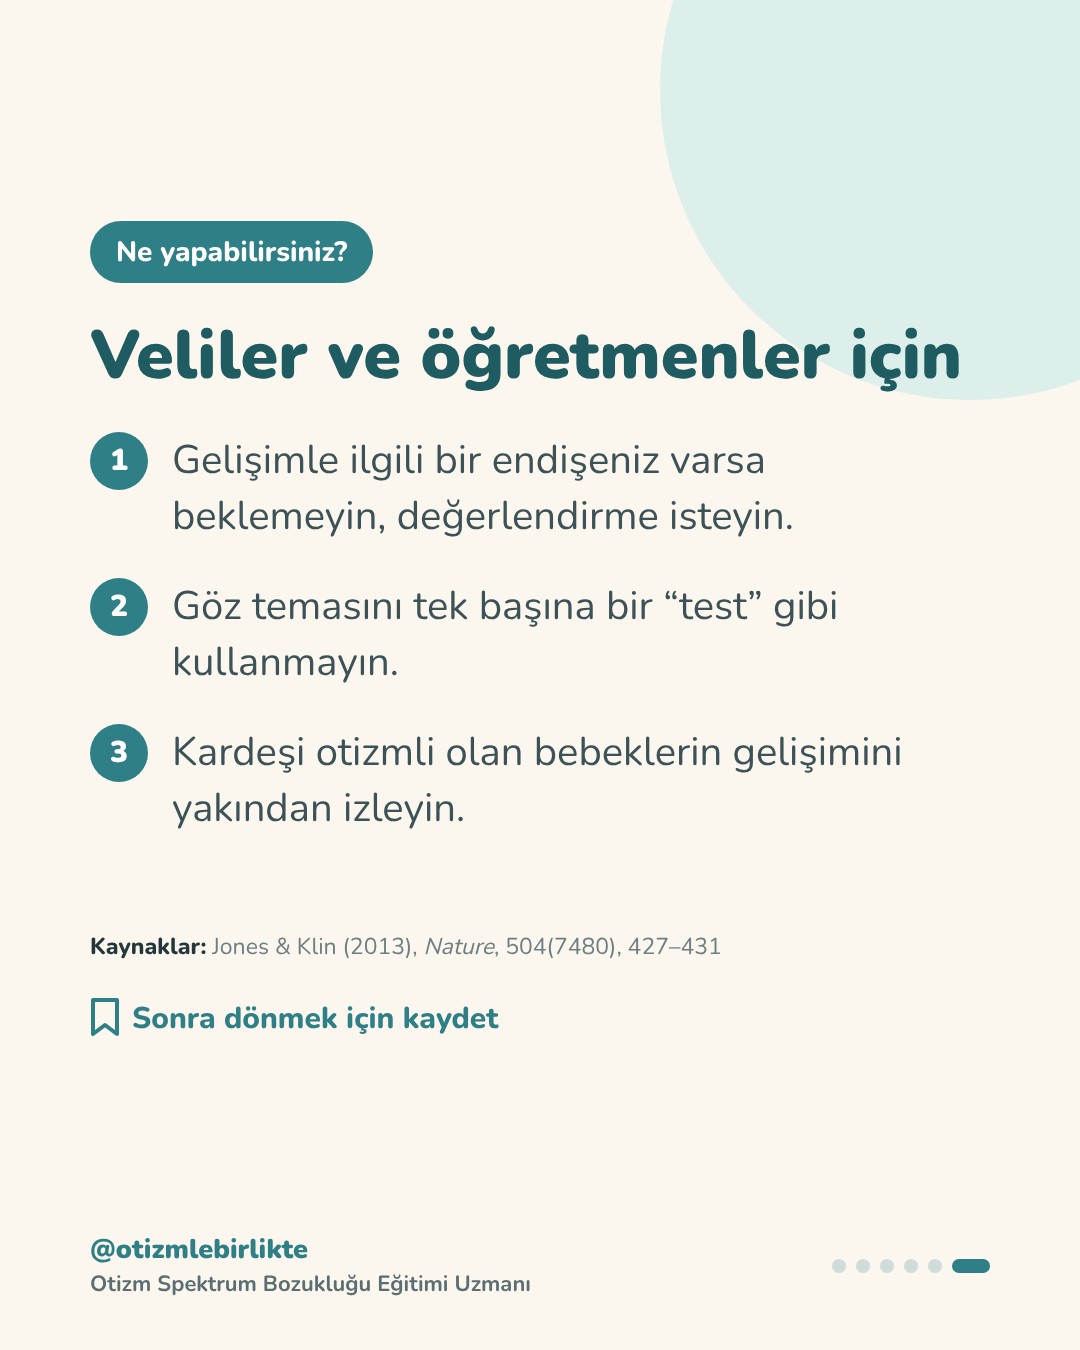 Ne yapabilirsiniz?
Veliler ve öğretmenler için
1 Gelişimle ilgili bir endişeniz varsa
beklemeyin, değerlendirme isteyin.
2 Göz temasını tek başına bir “test” gibi
kullanmayın.
3 Kardeşi otizmli olan bebeklerin gelişimini
yakından izleyin.
Kaynaklar: Jones & Klin (2013), Nature, 504(7480), 427–431
Sonra dönmek için kaydet
@otizmlebirlikte
Otizm Spektrum Bozukluğu Eğitimi Uzmanı